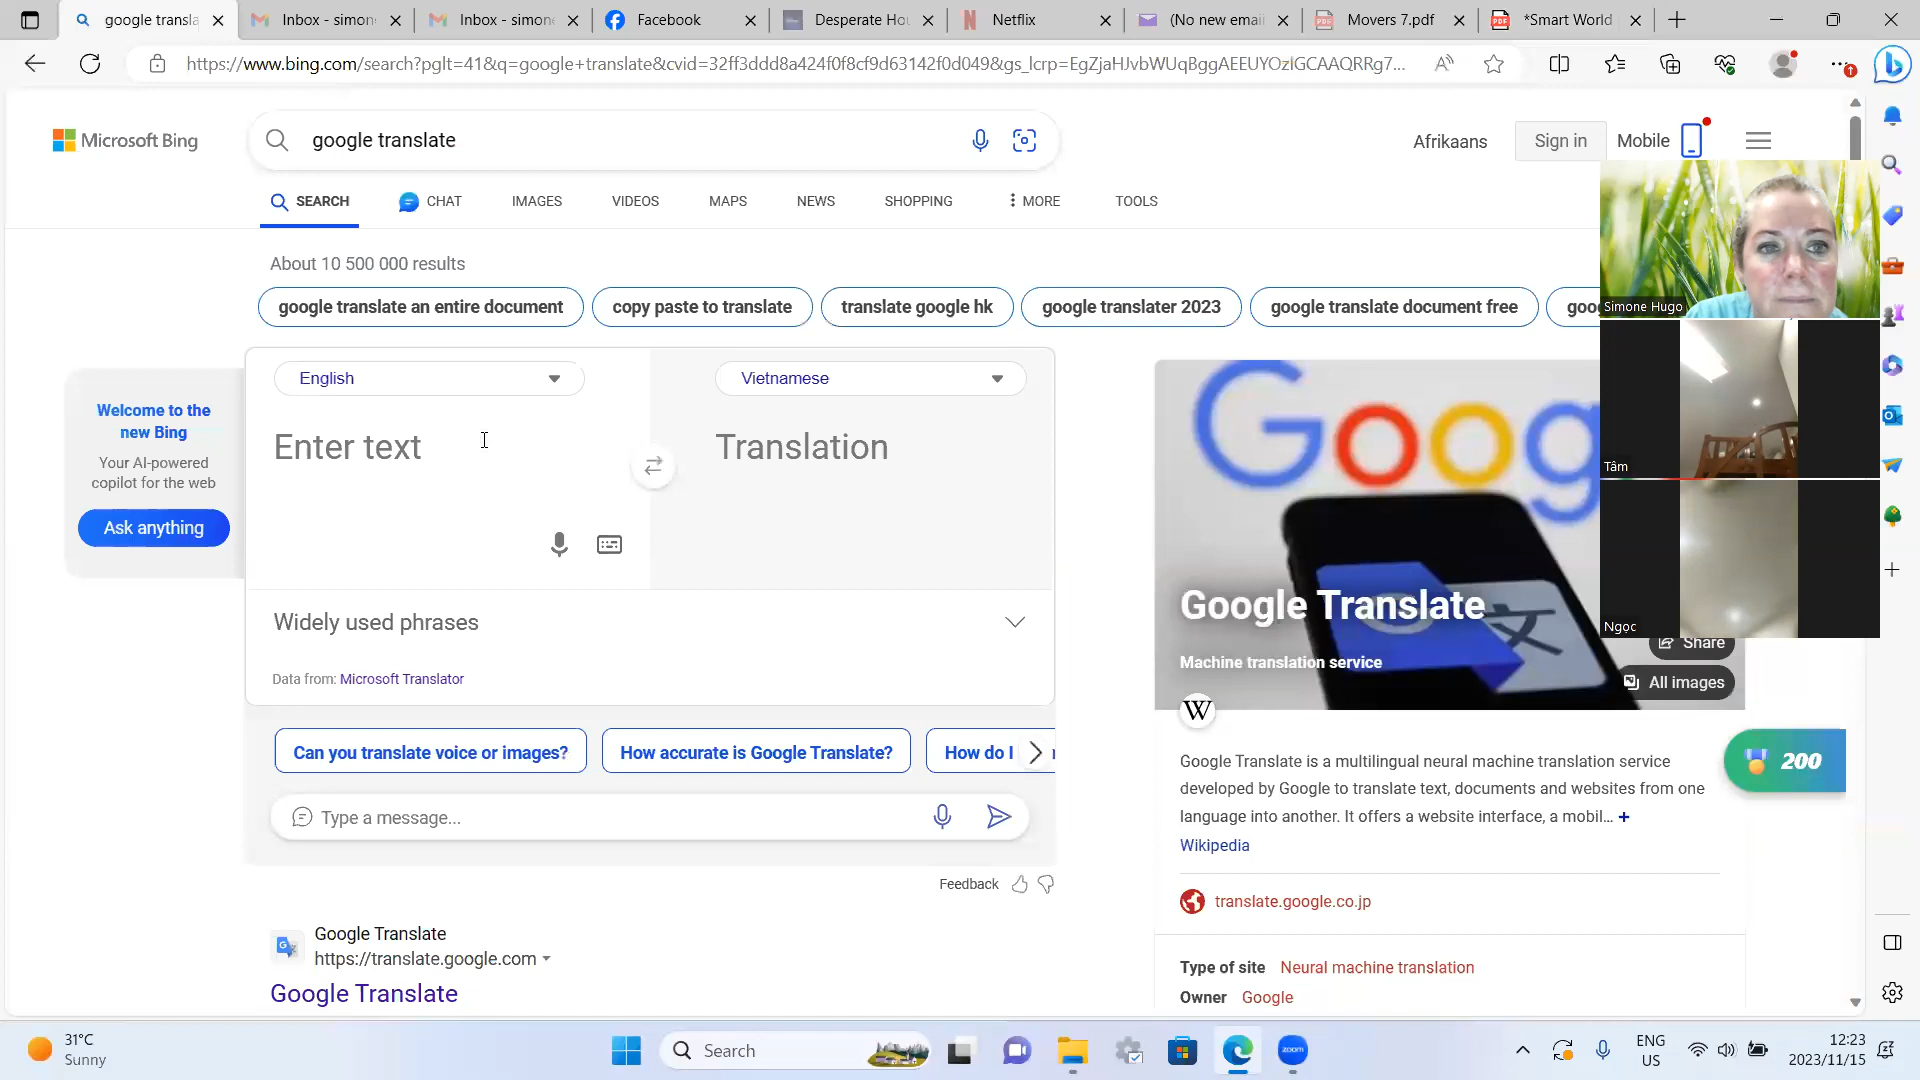 google transla
Inbox - simon
Inbox - simon
Facebook
Desperate Hou
Netflix
(No new emai
Movers 7.pdf
*Smart World
https://www.bing.com/search?pglt=41&q=google+translate&cvid=32ff3ddd8a424f0f8cf9d63142f0d049&gs_lcrp=EgZjaHJvbWUqBggAEEUYOzIGCAAQRRg7...
Microsoft Bing
google translate
Afrikaans
Sign in
Mobile
SEARCH
CHAT
IMAGES
VIDEOS
MAPS
NEWS
SHOPPING
MORE
TOOLS
About 10 500 000 results
google translate an entire document
copy paste to translate
translate google hk
google translater 2023
google translate document free
goo
Simone Hugo
Tâm
Ngọc
Welcome to the
new Bing
Your AI-powered
copilot for the web
Ask anything
English
Vietnamese
Enter text
Translation
Widely used phrases
Data from: Microsoft Translator
Can you translate voice or images?
How accurate is Google Translate?
How do I
Type a message...
Feedback
Google Translate
https://translate.google.com
Google Translate
Goog
Google Translate
Machine translation service
Share
All images
W
Google Translate is a multilingual neural machine translation service
developed by Google to translate text, documents and websites from one
language into another. It offers a website interface, a mobil... +
Wikipedia
translate.google.co.jp
Type of site Neural machine translation
Owner Google
200
31°C
Sunny
Search
zoom
ENG
US
12:23
2023/11/15